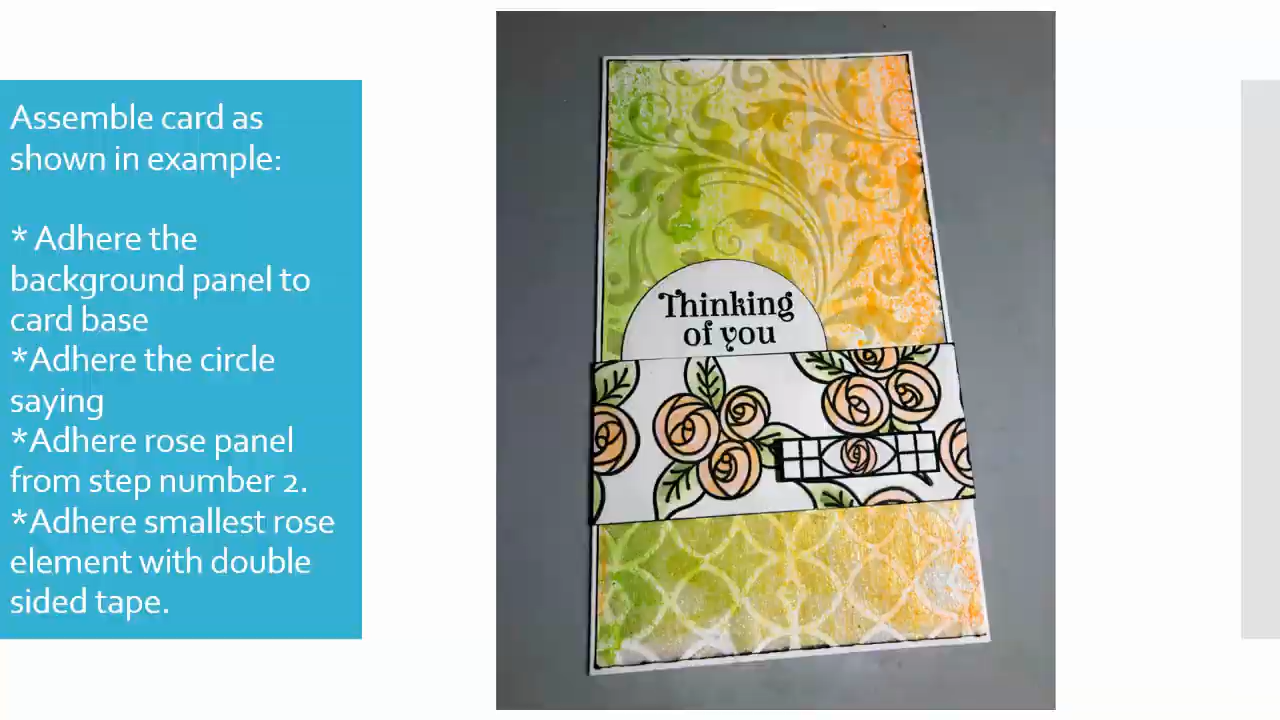 Assemble card as
shown in example:
* Adhere the
background panel to
card base
*Adhere the circle
saying
*Adhere rose panel
from step number 2.
*Adhere smallest rose
element with double
sided tape.
Thinking
of you